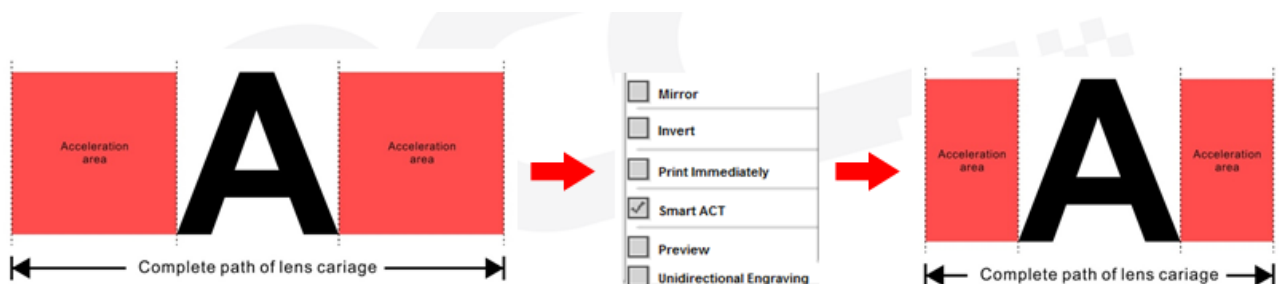 Acceleration
area
A
Acceleration
area
Complete path of lens cariage
Mirror
Invert
Print Immediately
Smart ACT
Preview
Unidirectional Engraving
Acceleration
area
A
Acceleration
area
Complete path of lens cariage